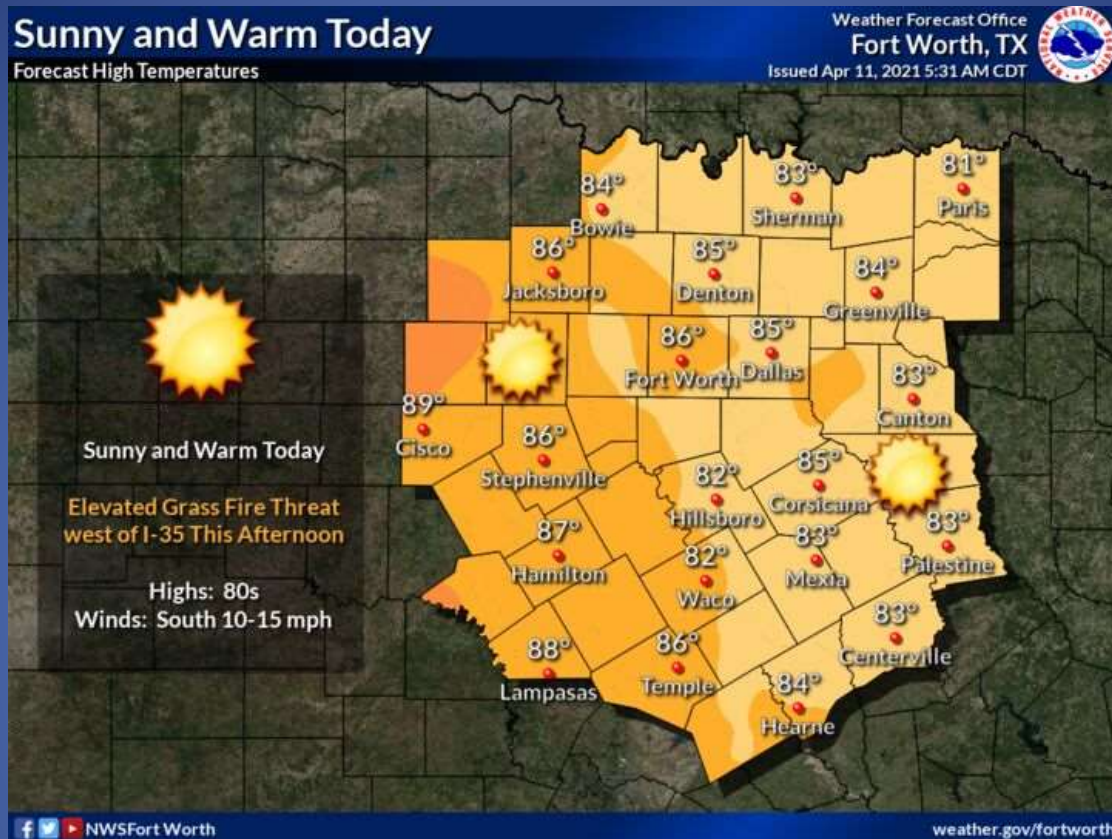 Sunny and Warm Today
Forecast High Temperatures
Weather Forecast Office
Fort Worth, TX
Issued Apr 11, 2021 5:31 AM CDT
NATIONAL WEATHER SERVICE
84°
Bowie
83°
Sherman
81°
Paris
86°
Jacksboro
85°
Denton
84°
Greenville
86°
Fort Worth
85°
Dallas
83°
Canton
89°
Cisco
86°
Stephenville
82°
Hillsboro
85°
Corsicana
83°
Palestine
87°
Hamilton
82°
Waco
83°
Mexia
83°
Centerville
88°
Lampasas
86°
Temple
84°
Hearne
Sunny and Warm Today
Elevated Grass Fire Threat
west of I-35 This Afternoon
Highs: 80s
Winds: South 10-15 mph
NWSFort Worth
weather.gov/fortworth